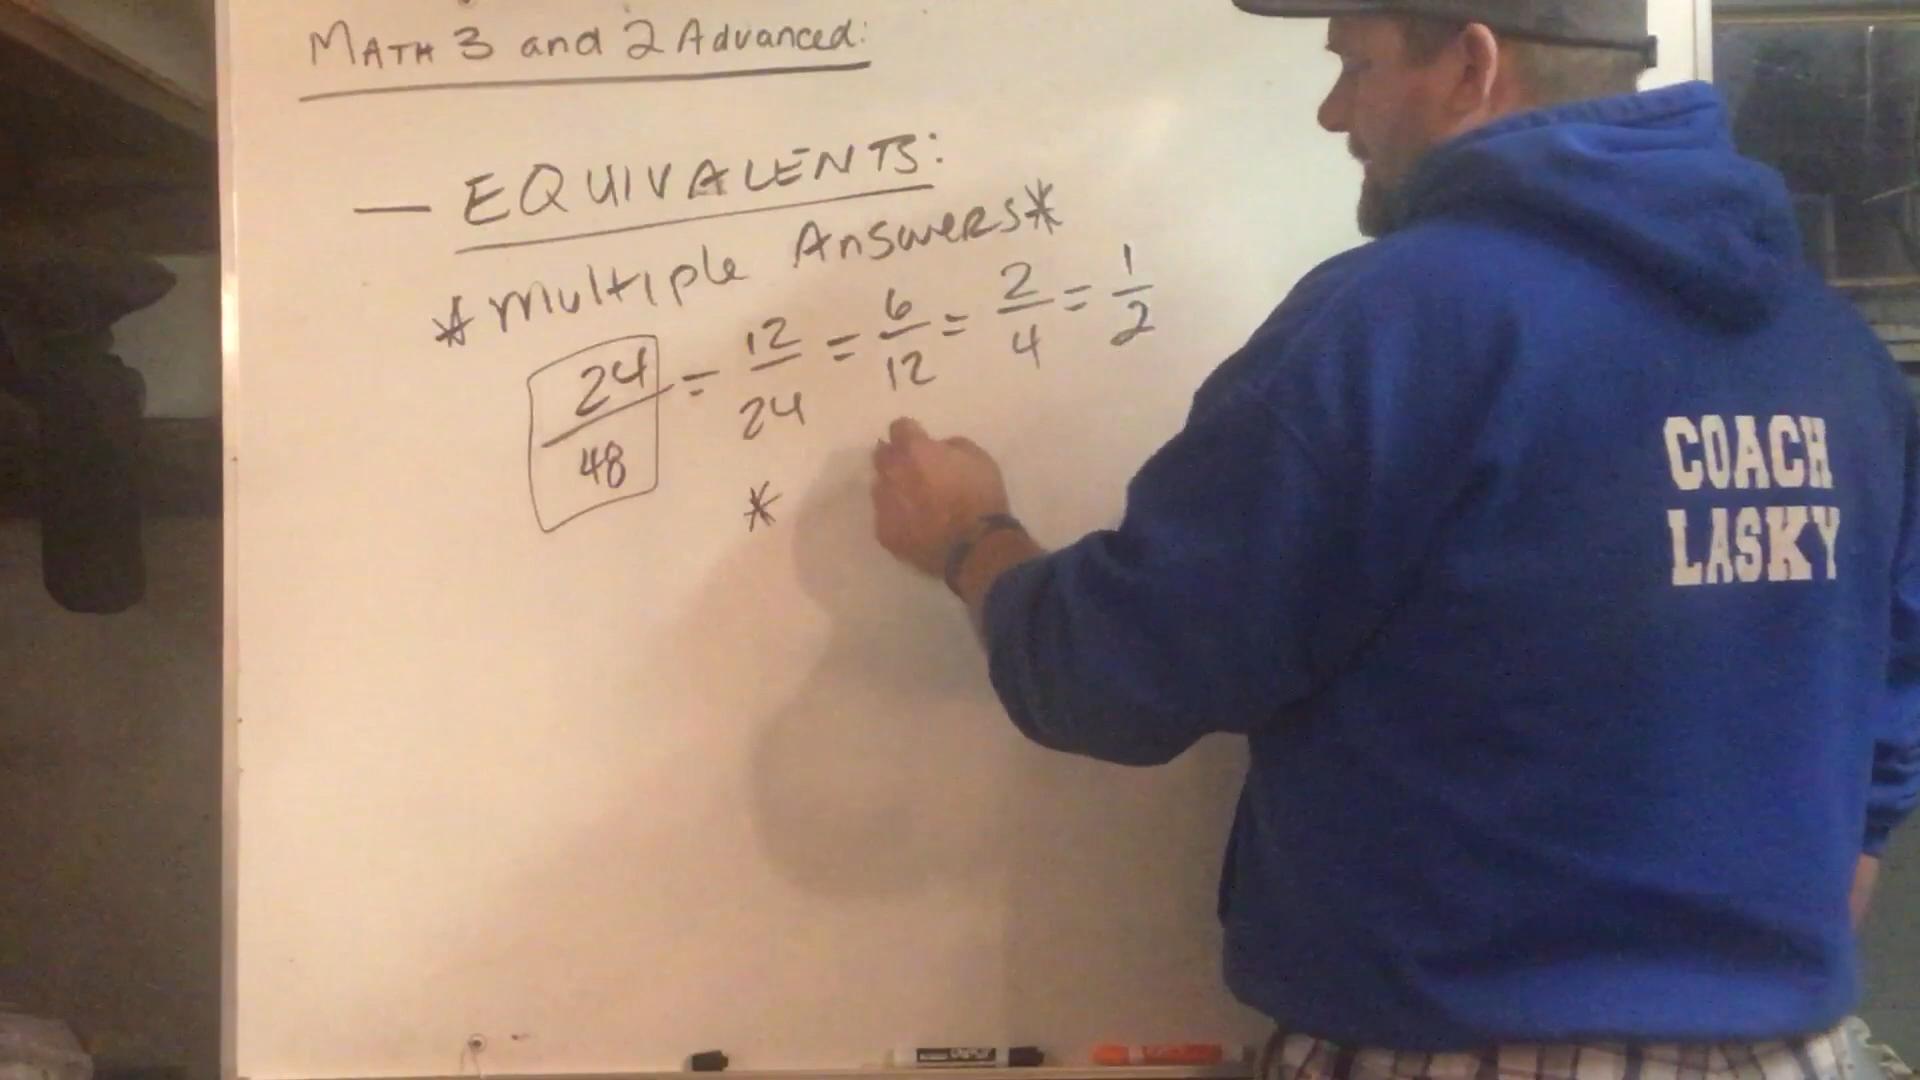 MATH 3 and 2 Advanced:
— EQUIVALENTS:
*Multiple Answers*
24/48 = 12/24 = 6/12 = 2/4 = 1/2
*
COACH
LASKY